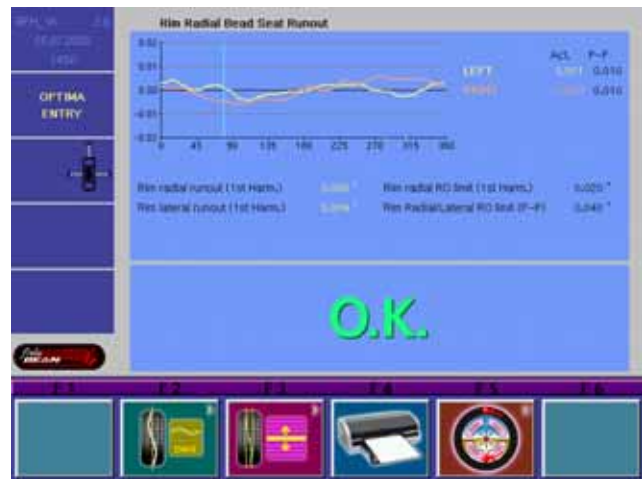 Rim Radial Bead Seat Runout
OPTIMA
ENTRY
0.02
0.01
0.00
-0.01
-0.02
0 45 90 135 180 225 270 315 360
Act. P-P
LEFT 0.010
0.010
Rim radial runout (1st Harm.)
Rim radial RO limit (1st Harm.) 0.020 "
Rim lateral runout (1st Harm.)
Rim Radial/Lateral RO limit (P-P) 0.040 "
O.K.
BEAN
F 1 F 2 F 3 F 4 F 5 F 6